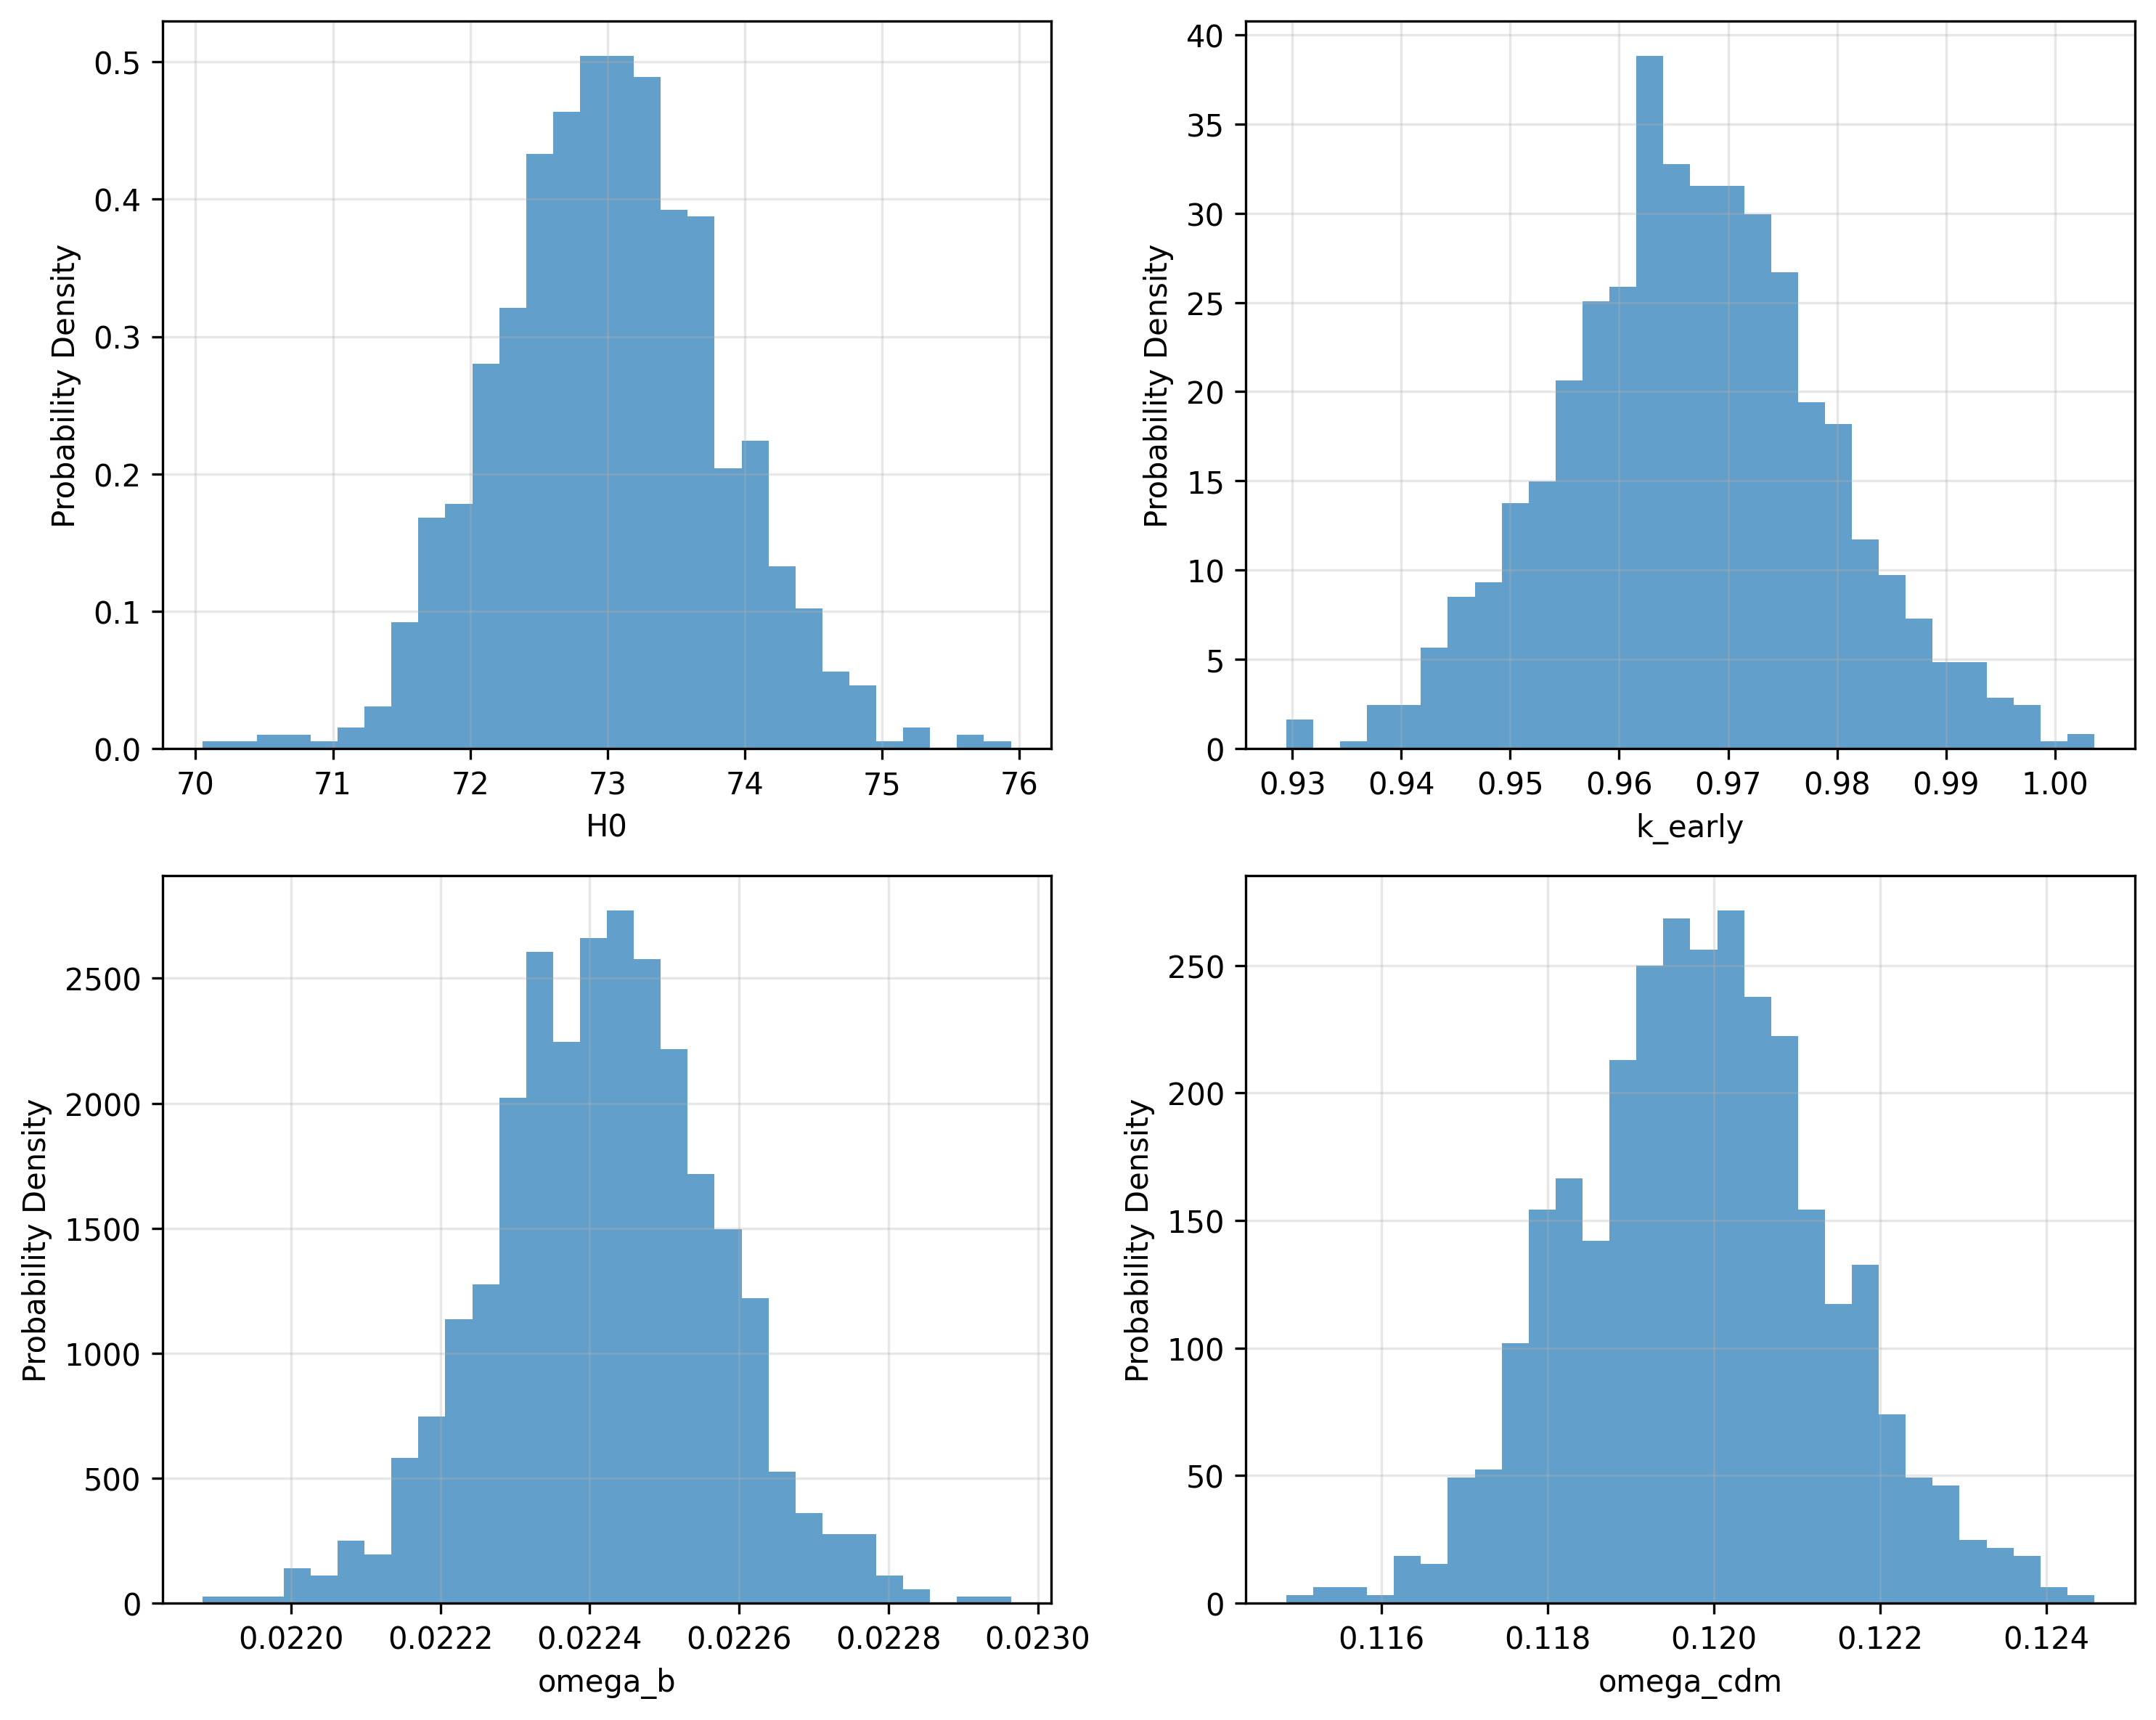 Probability Density
0.5
0.4
0.3
0.2
0.1
0.0
70 71 72 73 74 75 76
H0
Probability Density
40
35
30
25
20
15
10
5
0
0.93 0.94 0.95 0.96 0.97 0.98 0.99 1.00
k_early
Probability Density
2500
2000
1500
1000
500
0
0.0220 0.0222 0.0224 0.0226 0.0228 0.0230
omega_b
Probability Density
250
200
150
100
50
0
0.116 0.118 0.120 0.122 0.124
omega_cdm